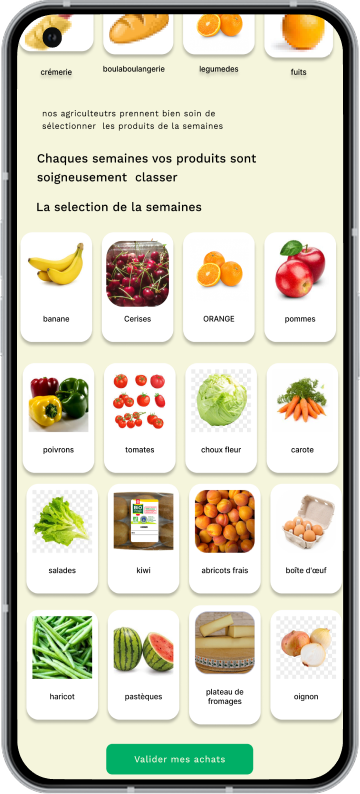 crémerie boulaboulangerie legumedes fuits
nos agriculteutrs prennent bien soin de
sélectionner les produits de la semaines
Chaques semaines vos produits sont
soigneusement classer
La selection de la semaines
banane Cerises ORANGE pommes
poivrons tomates choux fleur carote
BIO
salades kiwi abricots frais boîte d'œuf
haricot pastèques plateau de
fromages oignon
Valider mes achats